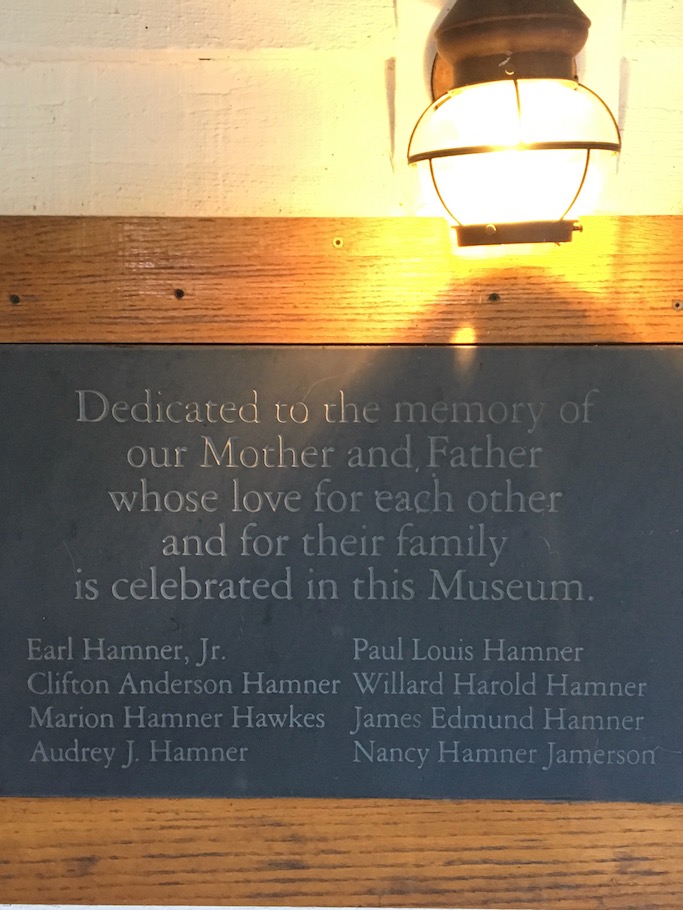 Dedicated to the memory of
our Mother and Father
whose love for each other
and for their family
is celebrated in this Museum.
Earl Hamner, Jr.
Clifton Anderson Hamner
Marion Hamner Hawkes
Audrey J. Hamner
Paul Louis Hamner
Willard Harold Hamner
James Edmund Hamner
Nancy Hamner Jamerson